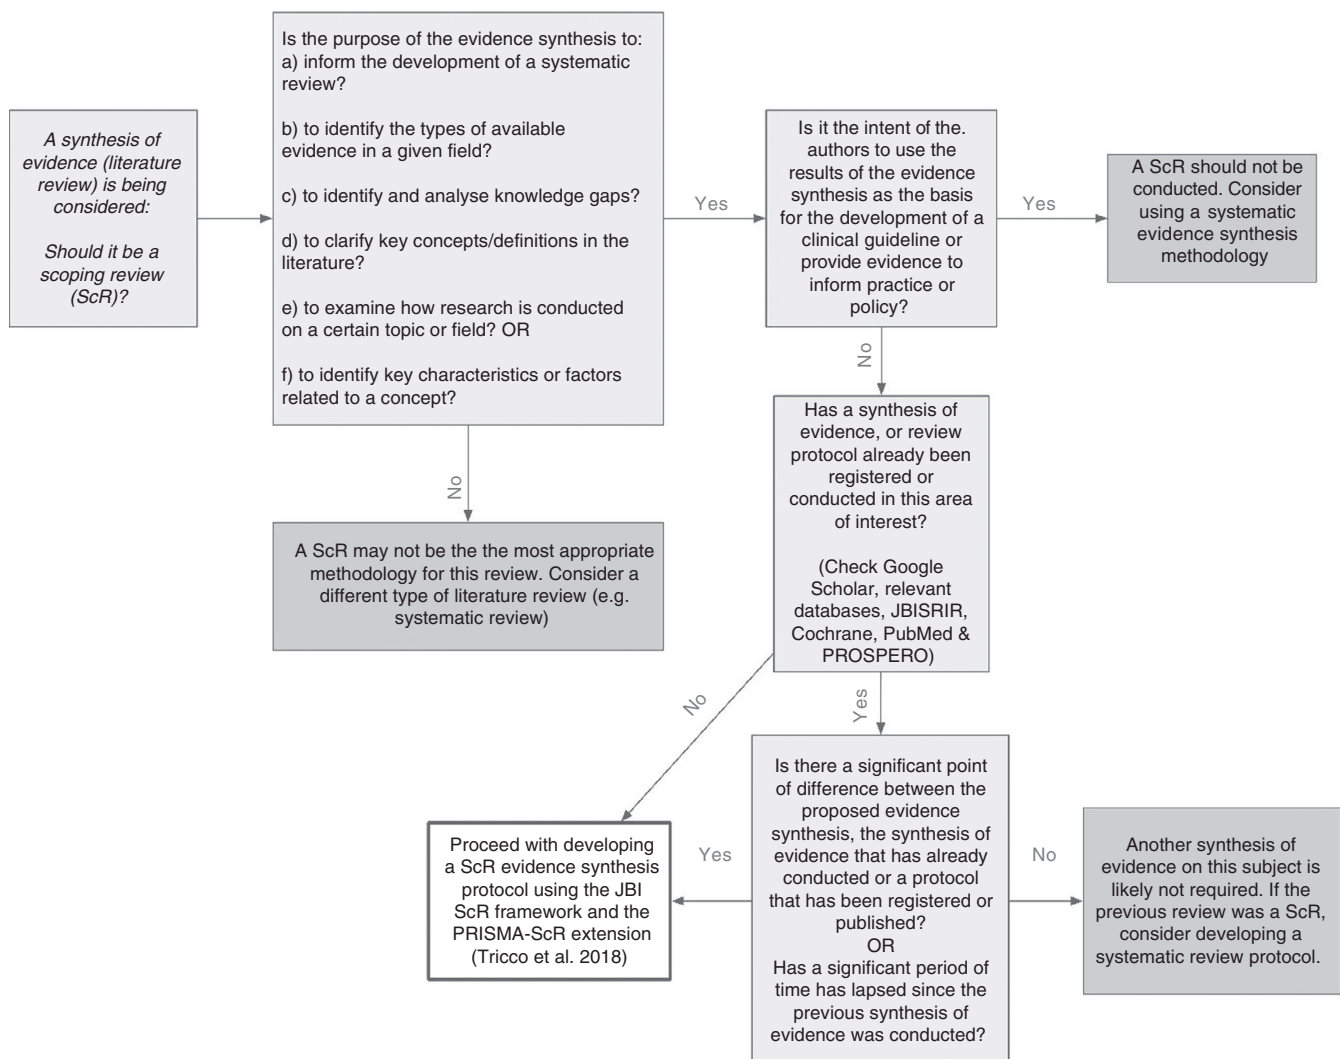 A synthesis of
evidence (literature
review) is being
considered:
Should it be a
scoping review
(ScR)?
Is the purpose of the evidence synthesis to:
a) inform the development of a systematic
review?
b) to identify the types of available
evidence in a given field?
c) to identify and analyse knowledge gaps?
d) to clarify key concepts/definitions in the
literature?
e) to examine how research is conducted
on a certain topic or field? OR
f) to identify key characteristics or factors
related to a concept?
Yes
Is it the intent of the.
authors to use the
results of the evidence
synthesis as the basis
for the development of a
clinical guideline or
provide evidence to
inform practice or
policy?
Yes
A ScR should not be
conducted. Consider
using a systematic
evidence synthesis
methodology
No
A ScR may not be the the most appropriate
methodology for this review. Consider a
different type of literature review (e.g.
systematic review)
No
Has a synthesis of
evidence, or review
protocol already been
registered or
conducted in this area
of interest?
(Check Google
Scholar, relevant
databases, JBISRIR,
Cochrane, PubMed &
PROSPERO)
No
Yes
Is there a significant point
of difference between the
proposed evidence
synthesis, the synthesis of
evidence that has already
conducted or a protocol
that has been registered or
published?
OR
Has a significant period of
time has lapsed since the
previous synthesis of
evidence was conducted?
Yes
Proceed with developing
a ScR evidence synthesis
protocol using the JBI
ScR framework and the
PRISMA-ScR extension
(Tricco et al. 2018)
No
Another synthesis of
evidence on this subject is
likely not required. If the
previous review was a ScR,
consider developing a
systematic review protocol.